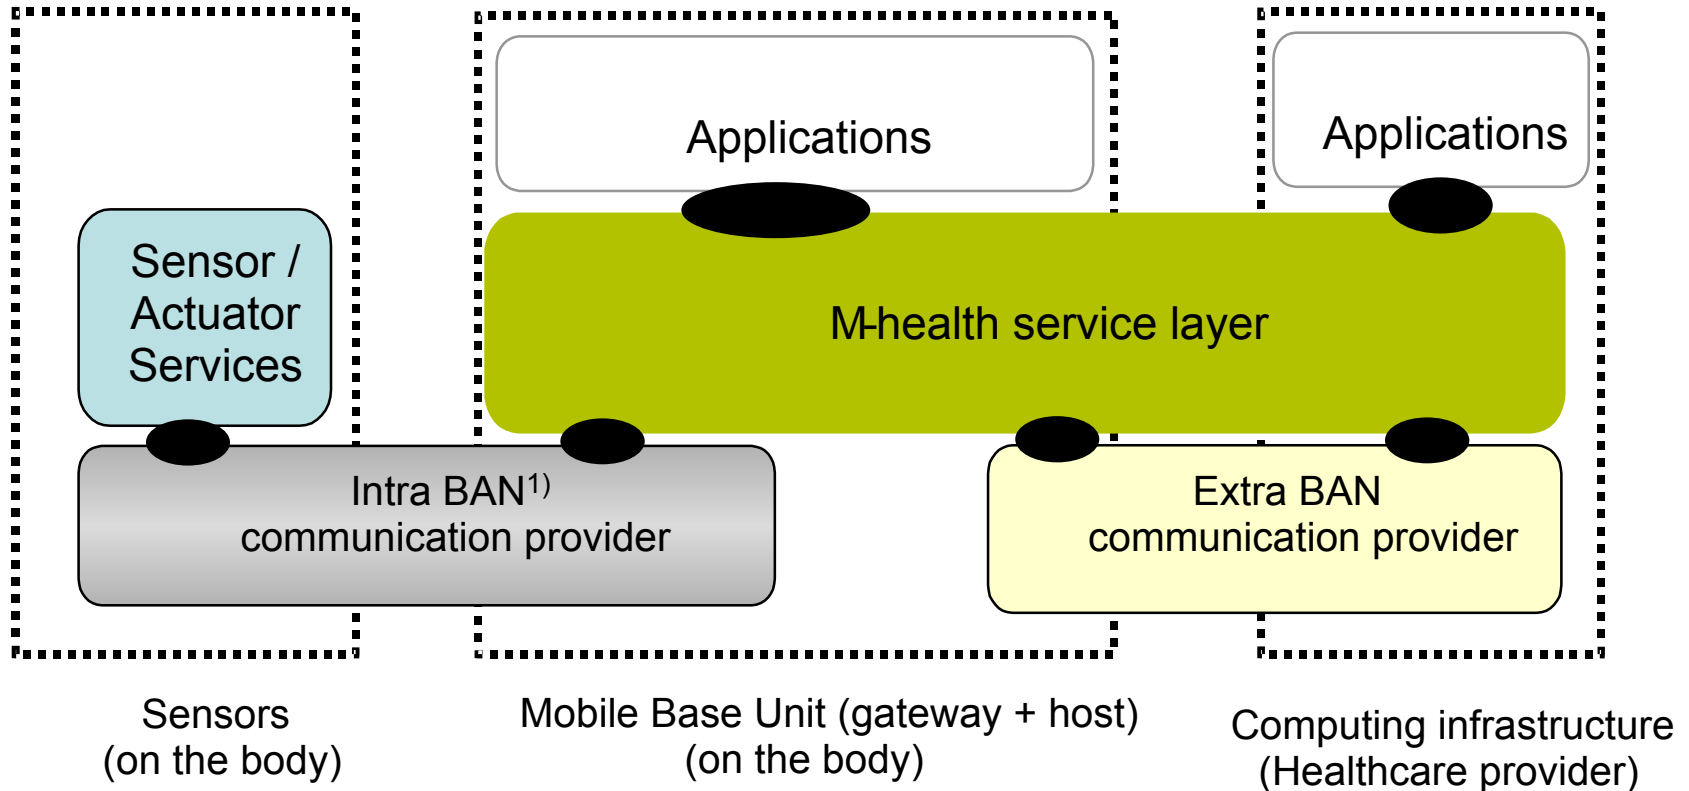 Applications
Applications
Sensor /
Actuator
Services
M-health service layer
Intra BAN1)
communication provider
Extra BAN
communication provider
Sensors
(on the body)
Mobile Base Unit (gateway + host)
(on the body)
Computing infrastructure
(Healthcare provider)